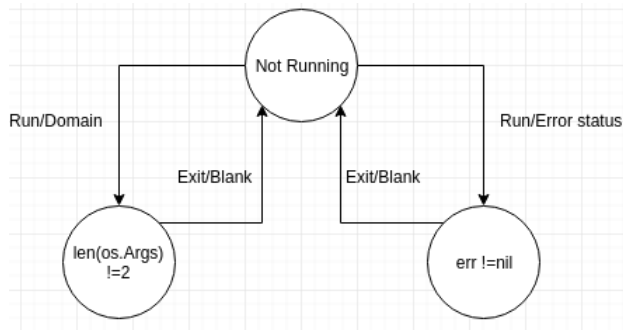 Not Running
Run/Domain
Run/Error status
Exit/Blank
Exit/Blank
len(os.Args)
!=2
err !=nil